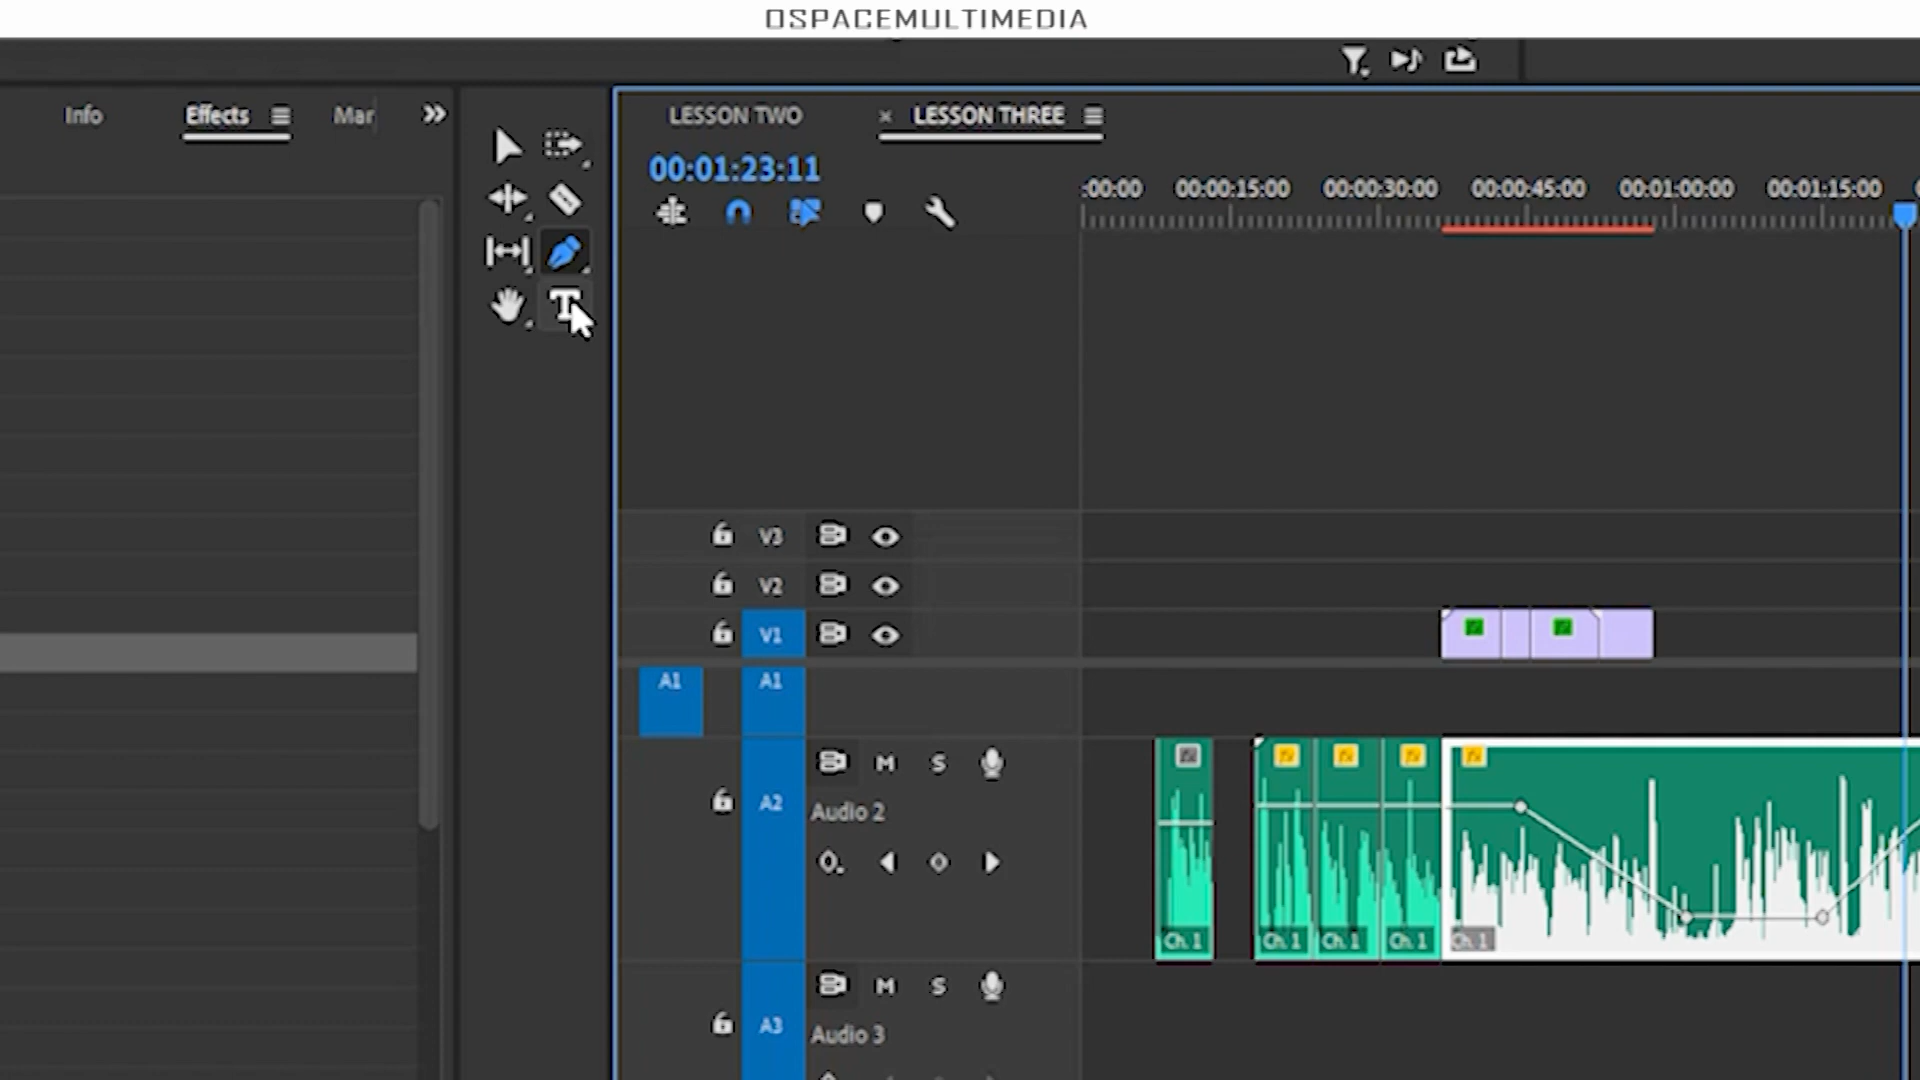 OSPACEMULTIMEDIA
Info
Effects
Mar
LESSON TWO
× LESSON THREE
00:01:23:11
:00:00
00:00:15:00
00:00:30:00
00:00:45:00
00:01:00:00
00:01:15:00
V3
V2
V1
A1
A1
M
S
A2
Audio 2
Ch. 1
Ch. 1
Ch. 1
Ch. 1
Ch. 1
M
S
A3
Audio 3